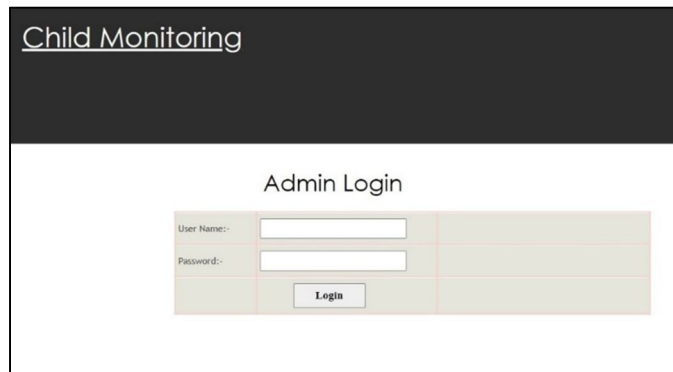 Child Monitoring
Admin Login
User Name:-
Password:-
Login